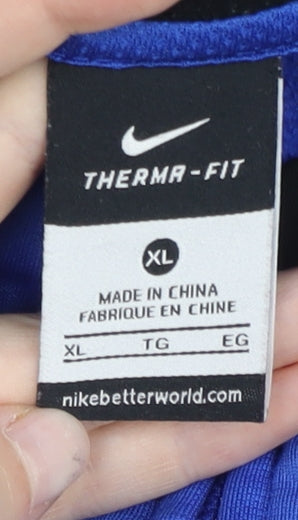 THERMA-FIT
XL
MADE IN CHINA
FABRIQUE EN CHINE
XL TG EG
nikebetterworld.com